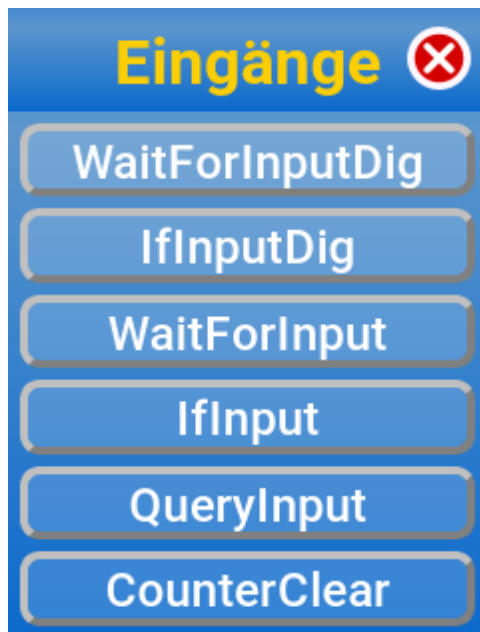 Eingänge
WaitForInputDig
IfInputDig
WaitForInput
IfInput
QueryInput
CounterClear